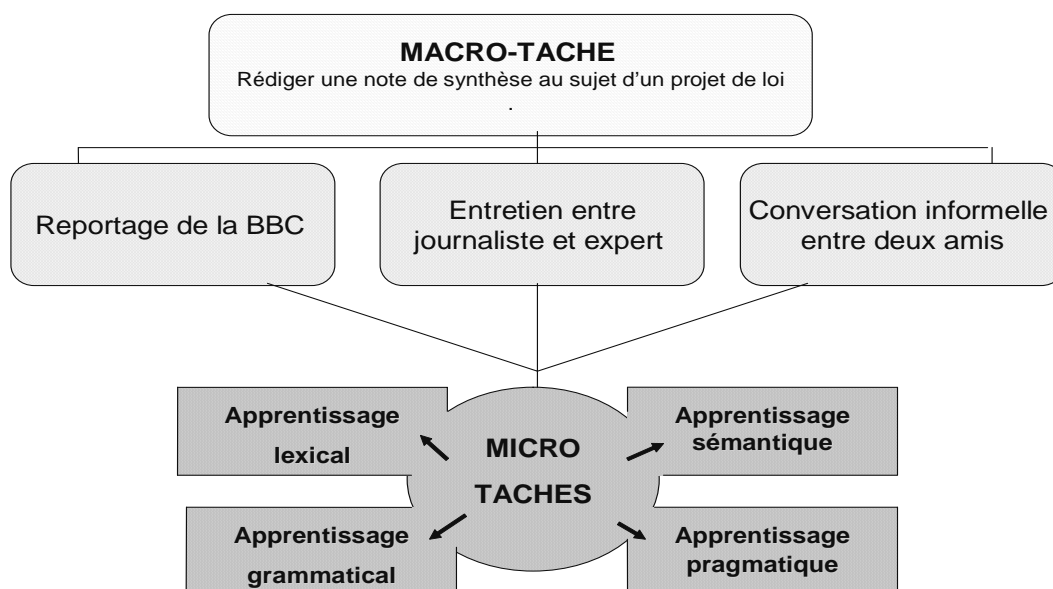 MACRO-TACHE
Rédiger une note de synthèse au sujet d’un projet de loi
.
Reportage de la BBC
Entretien entre
journaliste et expert
Conversation informelle
entre deux amis
Apprentissage
lexical
MICRO
TACHES
Apprentissage
sémantique
Apprentissage
grammatical
Apprentissage
pragmatique